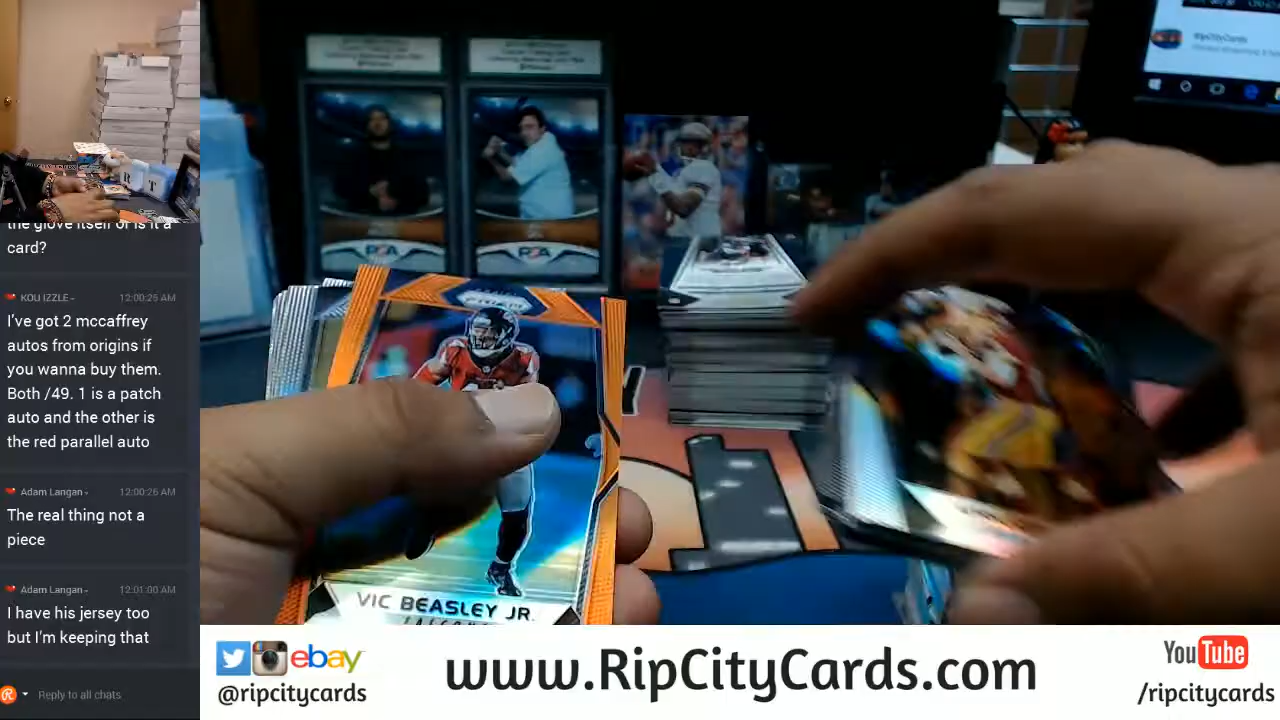 the glove itself or is it a
card?
KOU IZZLE- 12:00:25 AM
I've got 2 mccaffrey
autos from origins if
you wanna buy them.
Both /49. 1 is a patch
auto and the other is
the red parallel auto
Adam Langan- 12:00:26 AM
The real thing not a
piece
Adam Langan- 12:01:00 AM
I have his jersey too
but I'm keeping that
Reply to all chats
RipCityCards
PSA
PSA
VIC BEASLEY JR.
FALCONS
ebay
@ripcitycards
www.RipCityCards.com
YouTube
/ripcitycards